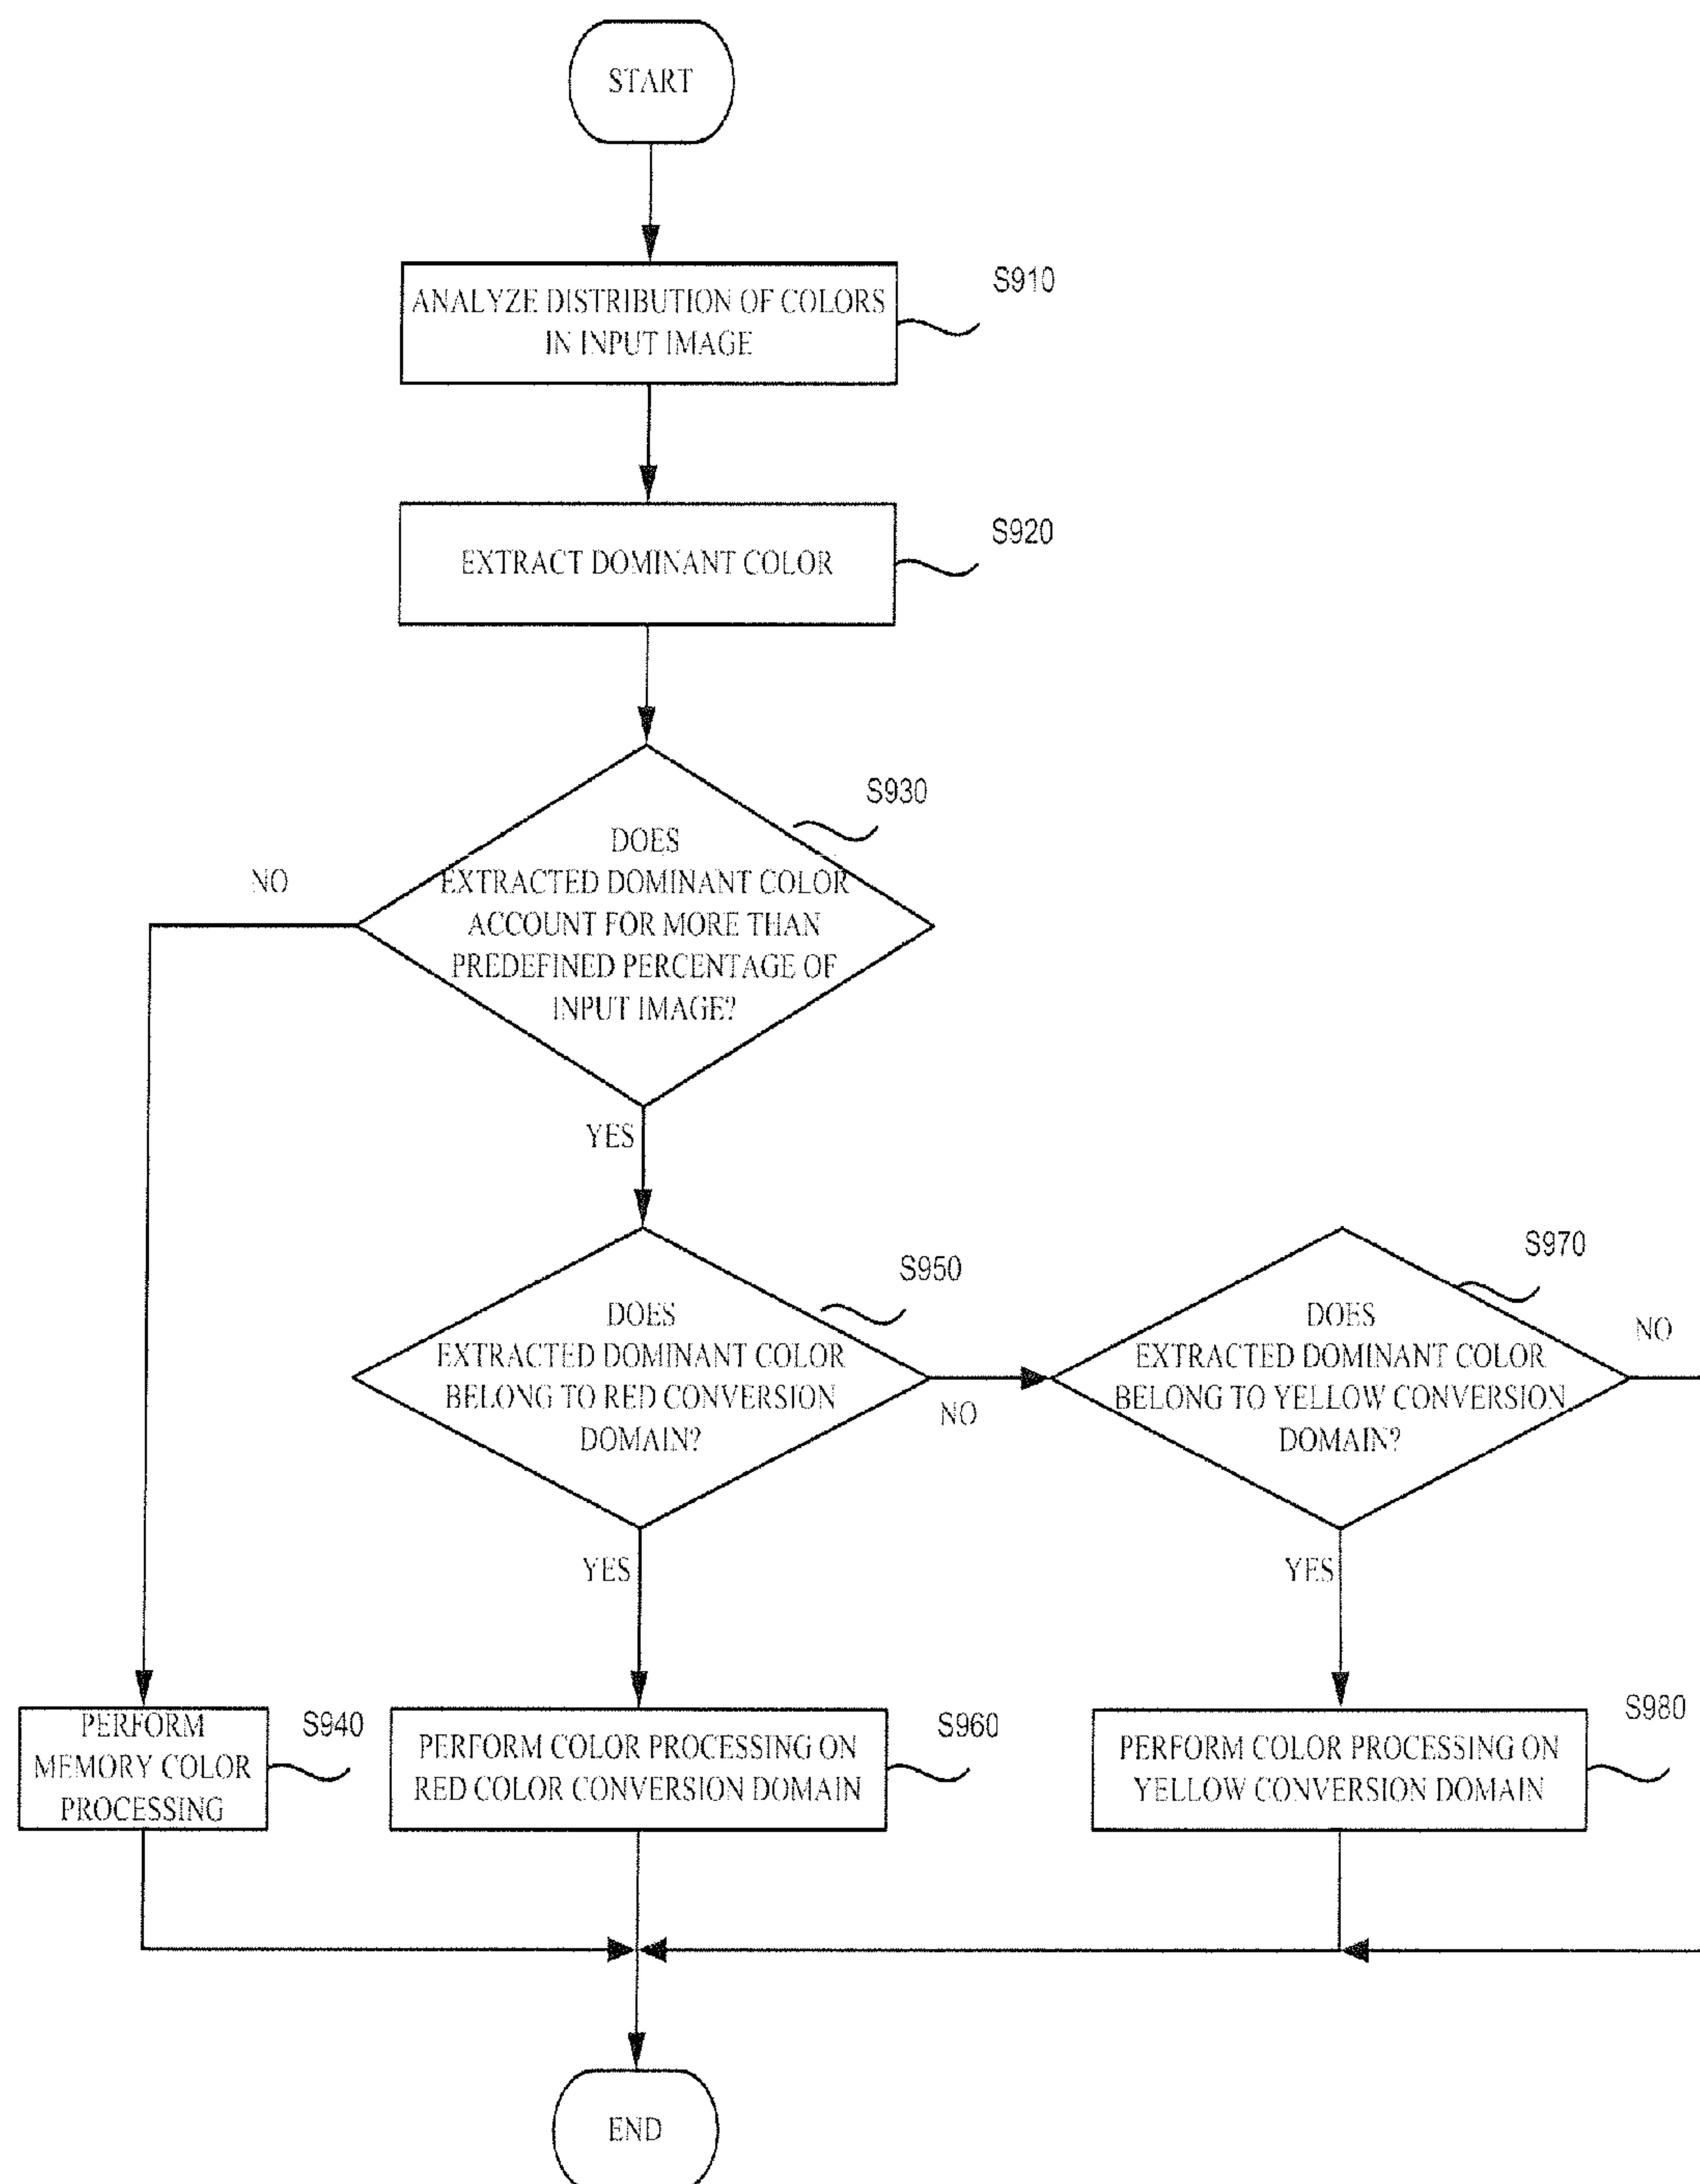 START
S910
ANALYZE DISTRIBUTION OF COLORS
IN INPUT IMAGE
S920
EXTRACT DOMINANT COLOR
S930
DOES
EXTRACTED DOMINANT COLOR
ACCOUNT FOR MORE THAN
PREDEFINED PERCENTAGE OF
INPUT IMAGE?
NO
YES
S950
DOES
EXTRACTED DOMINANT COLOR
BELONG TO RED CONVERSION
DOMAIN?
NO
S970
DOES
EXTRACTED DOMINANT COLOR
BELONG TO YELLOW CONVERSION
DOMAIN?
NO
YES
YES
PERFORM
MEMORY COLOR
PROCESSING
S940
PERFORM COLOR PROCESSING ON
RED COLOR CONVERSION DOMAIN
S960
PERFORM COLOR PROCESSING ON
YELLOW CONVERSION DOMAIN
S980
END